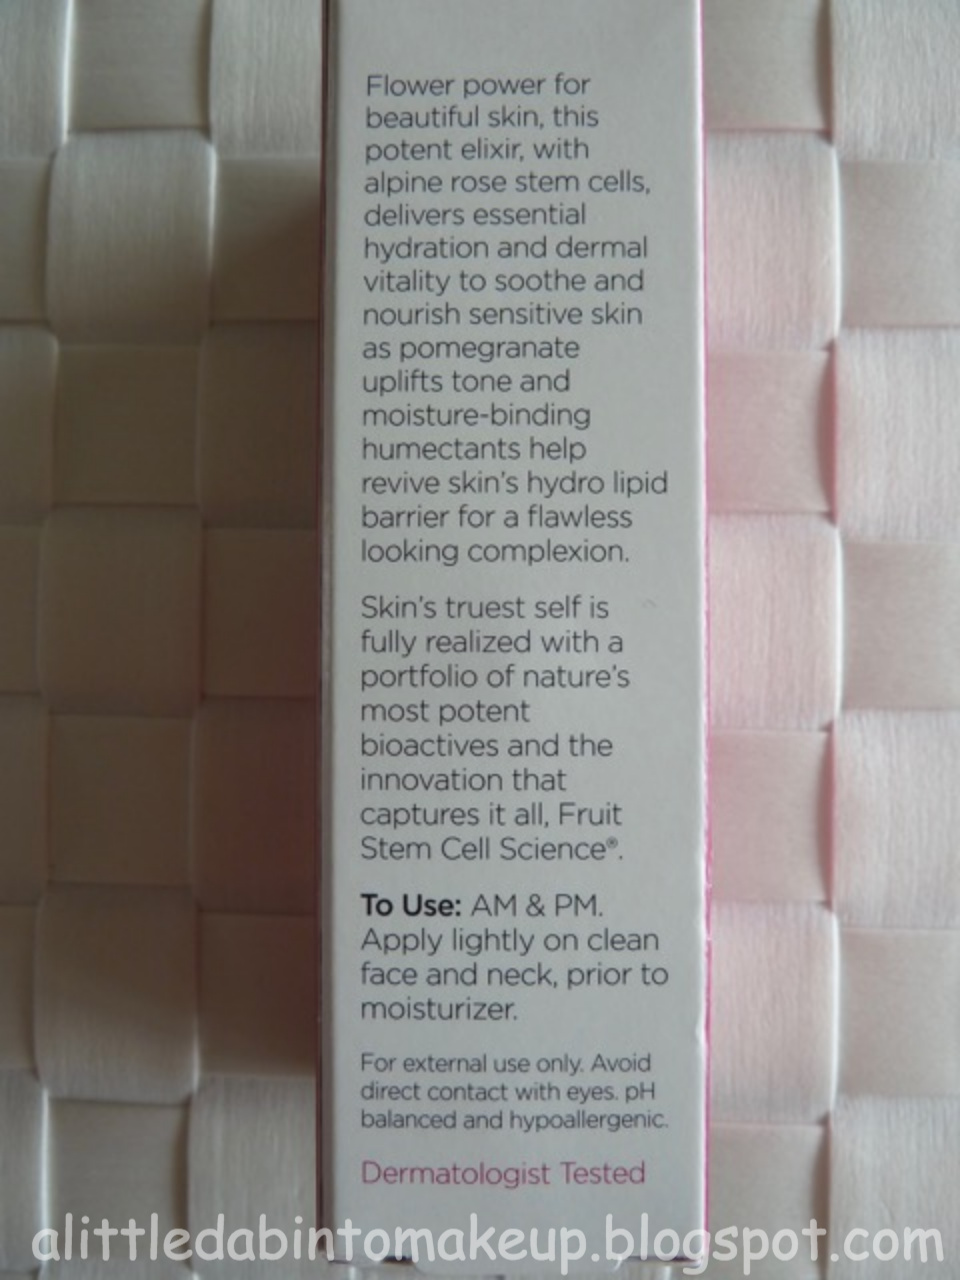 Flower power for
beautiful skin, this
potent elixir, with
alpine rose stem cells,
delivers essential
hydration and dermal
vitality to soothe and
nourish sensitive skin
as pomegranate
uplifts tone and
moisture-binding
humectants help
revive skin's hydro lipid
barrier for a flawless
looking complexion.
Skin's truest self is
fully realized with a
portfolio of nature's
most potent
bioactives and the
innovation that
captures it all, Fruit
Stem Cell Science®.
To Use: AM & PM.
Apply lightly on clean
face and neck, prior to
moisturizer.
For external use only. Avoid
direct contact with eyes. pH
balanced and hypoallergenic.
Dermatologist Tested
alittledabintomakeup.blogspot.com